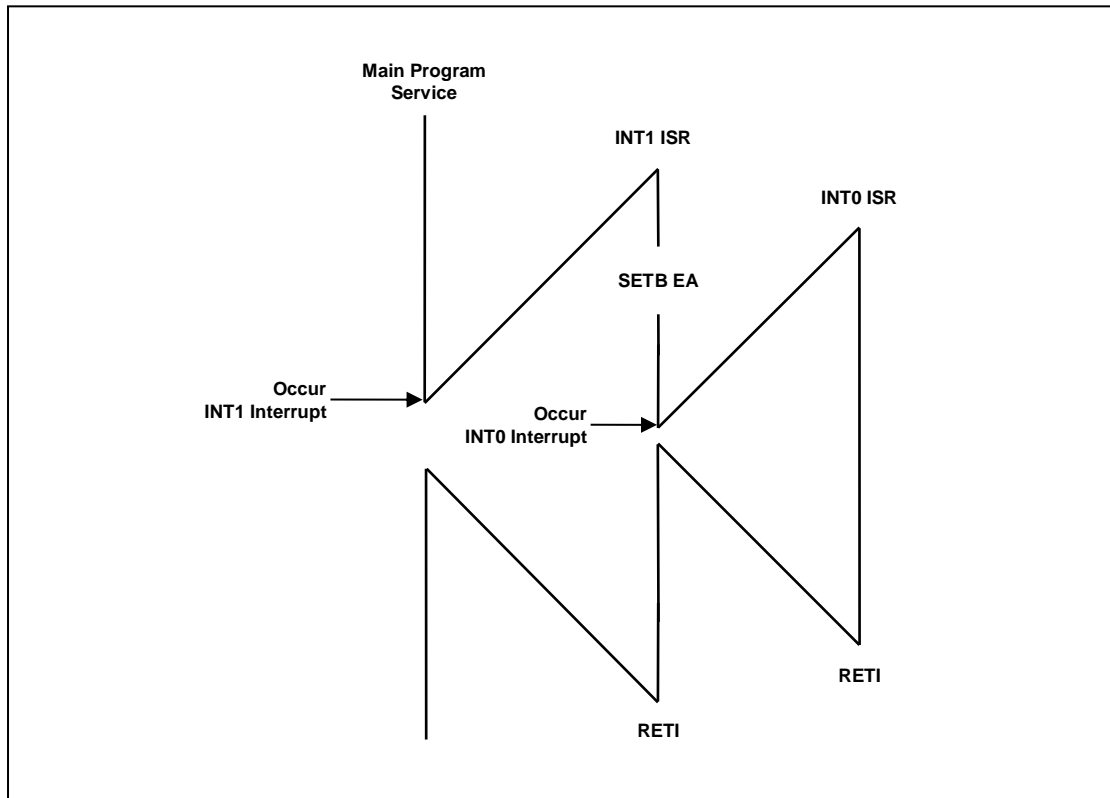 Main Program
Service
INT1 ISR
INT0 ISR
SETB EA
Occur
INT1 Interrupt
Occur
INT0 Interrupt
RETI
RETI